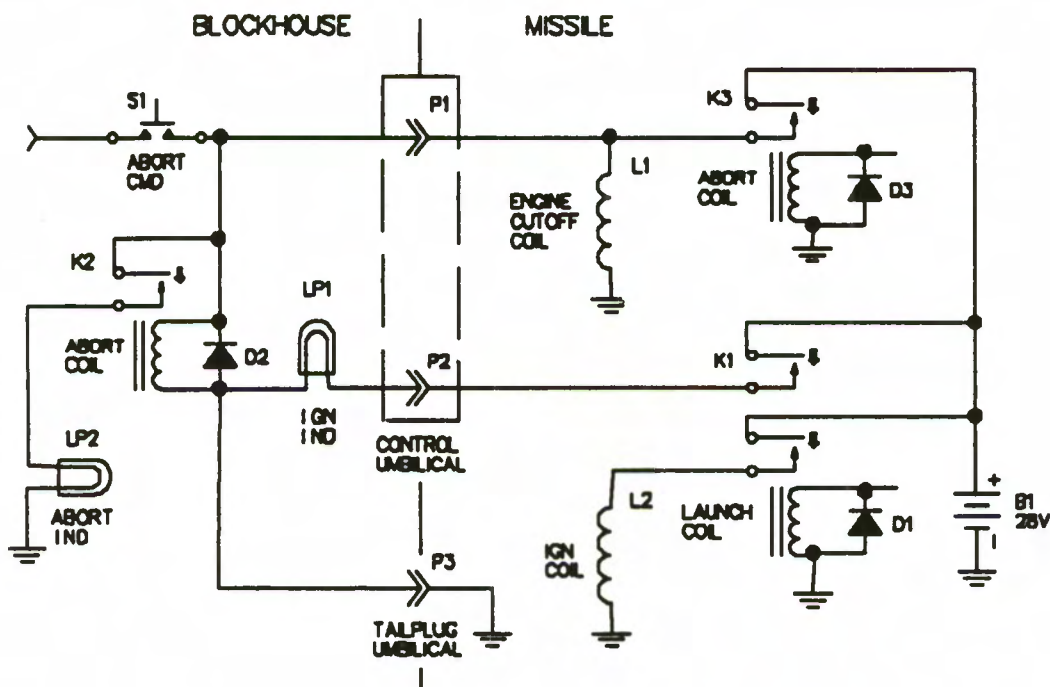 BLOCKHOUSE
MISSILE
S1
ABORT
CMD
P1
K3
L1
ENGINE
CUTOFF
COIL
ABORT
COIL
D3
K2
LP1
ABORT
COIL
D2
P2
K1
IGN
IND
CONTROL
UMBILICAL
LP2
ABORT
IND
L2
IGN
COIL
LAUNCH
COIL
D1
+
B1
28V
P3
TAILPLUG
UMBILICAL